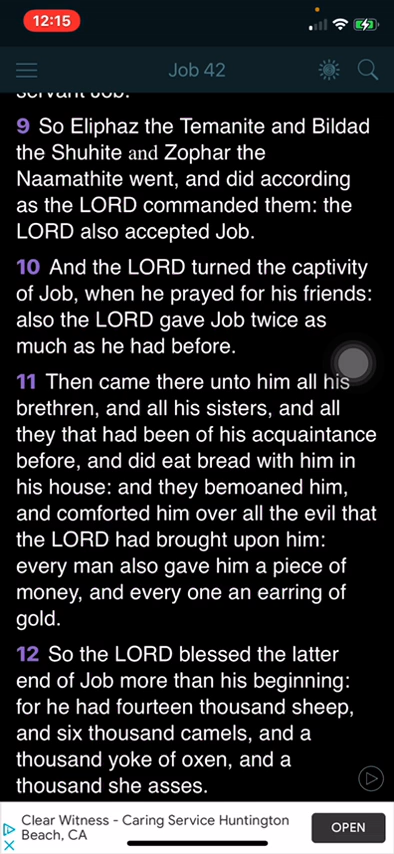 12:15
Job 42
servant Job.
9 So Eliphaz the Temanite and Bildad
the Shuhite and Zophar the
Naamathite went, and did according
as the LORD commanded them: the
LORD also accepted Job.
10 And the LORD turned the captivity
of Job, when he prayed for his friends:
also the LORD gave Job twice as
much as he had before.
11 Then came there unto him all his
brethren, and all his sisters, and all
they that had been of his acquaintance
before, and did eat bread with him in
his house: and they bemoaned him,
and comforted him over all the evil that
the LORD had brought upon him:
every man also gave him a piece of
money, and every one an earring of
gold.
12 So the LORD blessed the latter
end of Job more than his beginning:
for he had fourteen thousand sheep,
and six thousand camels, and a
thousand yoke of oxen, and a
thousand she asses.
Clear Witness - Caring Service Huntington
Beach, CA
OPEN